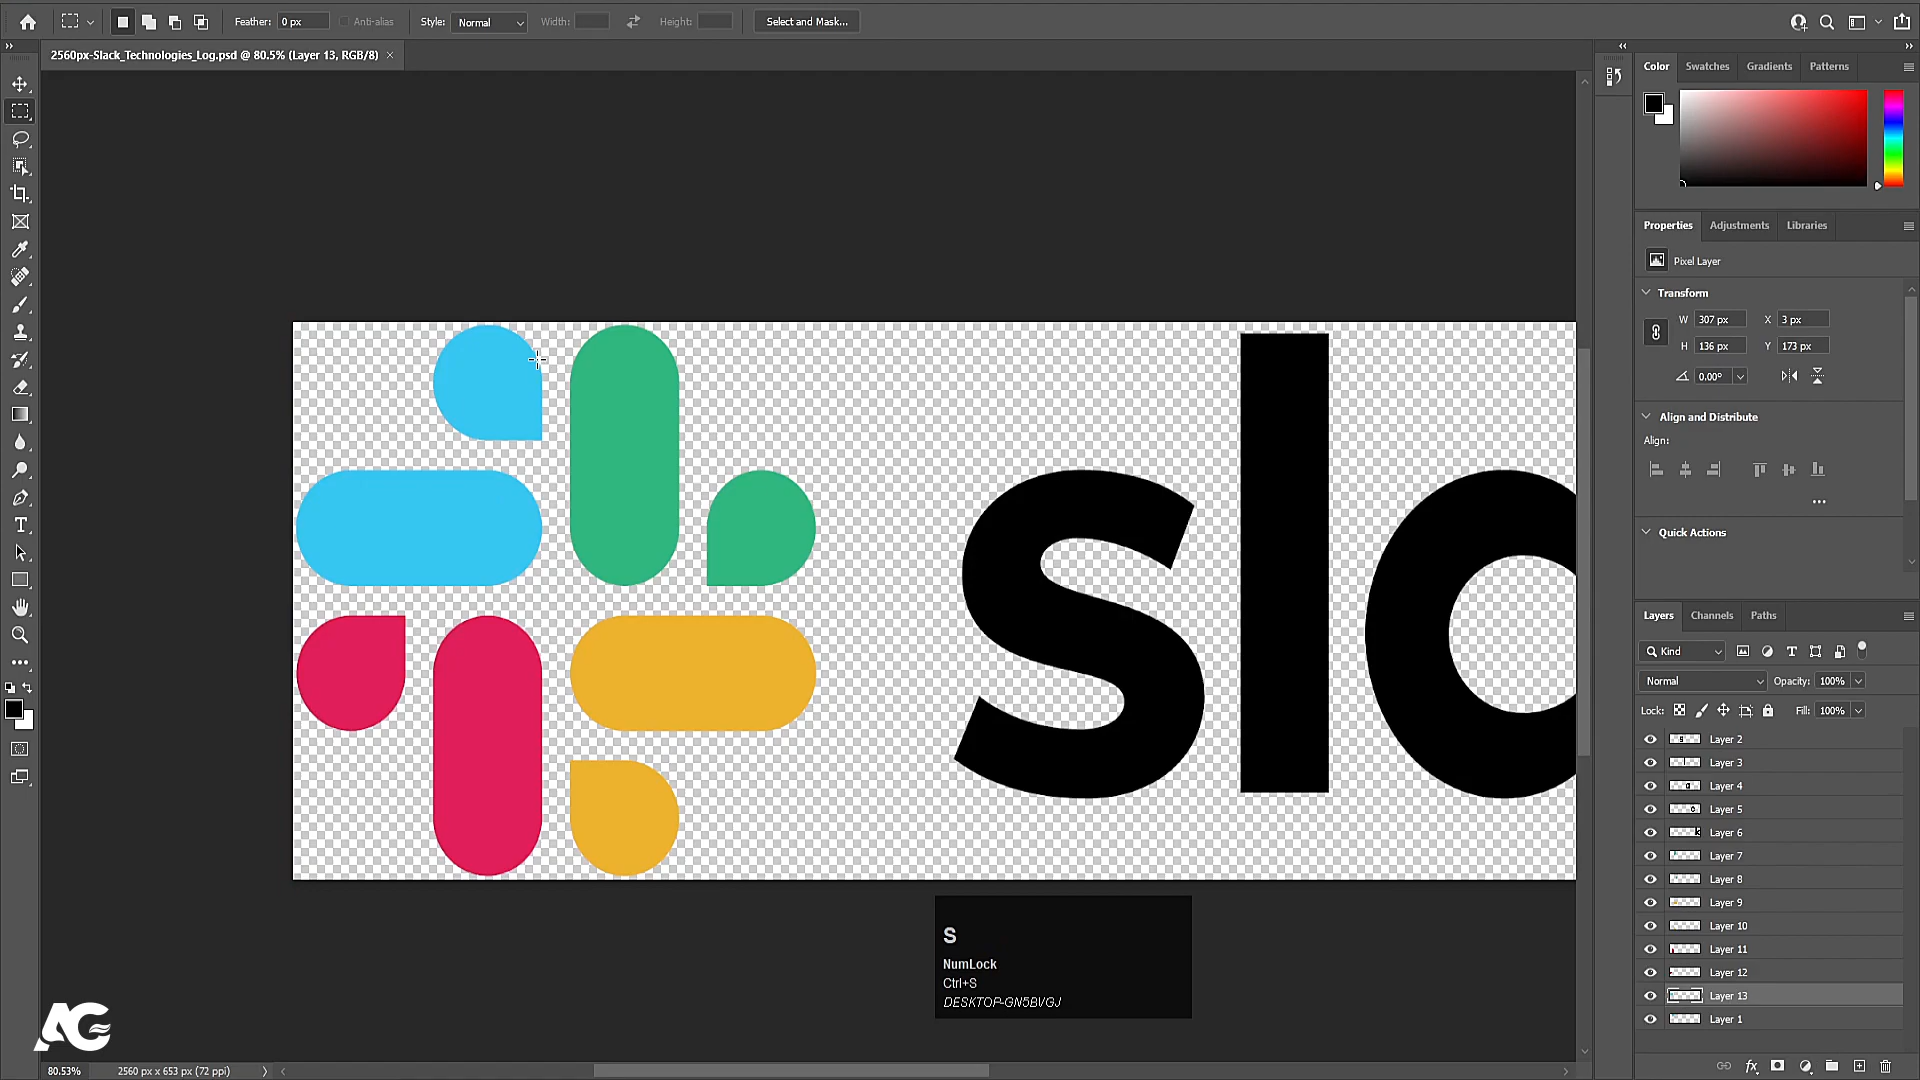 Feather: 0 px Anti-alias Style: Normal Width: Height: Select and Mask...
2560px-Slack_Technologies_Log.psd @ 80.5% (Layer 13, RGB/8) ×
Color Swatches Gradients Patterns
Properties Adjustments Libraries
Pixel Layer
Transform
W 307 px X 3 px
H 136 px Y 173 px
0.00°
Align and Distribute
Align:
Quick Actions
slac
Layers Channels Paths
Kind
Normal Opacity: 100%
Lock: Fill: 100%
Layer 2
Layer 3
Layer 4
Layer 5
Layer 6
Layer 7
Layer 8
Layer 9
Layer 10
Layer 11
Layer 12
Layer 13
Layer 1
S
NumLock
Ctrl+S
DESKTOP-GN5BVGJ
AG
80.53% 2560 px x 653 px (72 ppi)